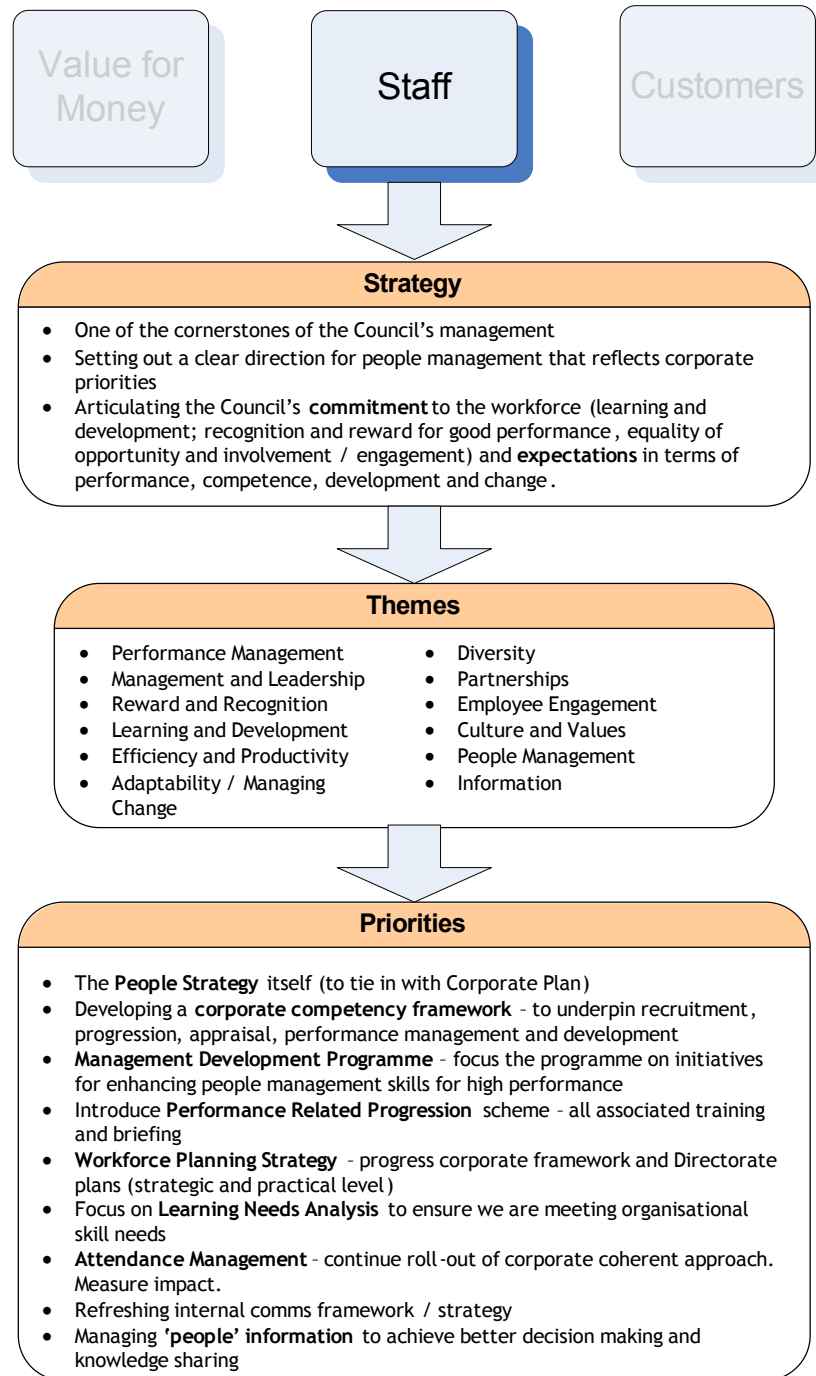 Value for
Money
Staff
Customers
Strategy
• One of the cornerstones of the Council’s management
• Setting out a clear direction for people management that reflects corporate
priorities
• Articulating the Council’s commitment to the workforce (learning and
development; recognition and reward for good performance, equality of
opportunity and involvement / engagement) and expectations in terms of
performance, competence, development and change.
Themes
• Performance Management
• Management and Leadership
• Reward and Recognition
• Learning and Development
• Efficiency and Productivity
• Adaptability / Managing
Change
• Diversity
• Partnerships
• Employee Engagement
• Culture and Values
• People Management
• Information
Priorities
• The People Strategy itself (to tie in with Corporate Plan)
• Developing a corporate competency framework – to underpin recruitment,
progression, appraisal, performance management and development
• Management Development Programme – focus the programme on initiatives
for enhancing people management skills for high performance
• Introduce Performance Related Progression scheme – all associated training
and briefing
• Workforce Planning Strategy – progress corporate framework and Directorate
plans (strategic and practical level)
• Focus on Learning Needs Analysis to ensure we are meeting organisational
skill needs
• Attendance Management – continue roll-out of corporate coherent approach.
Measure impact.
• Refreshing internal comms framework / strategy
• Managing ‘people’ information to achieve better decision making and
knowledge sharing